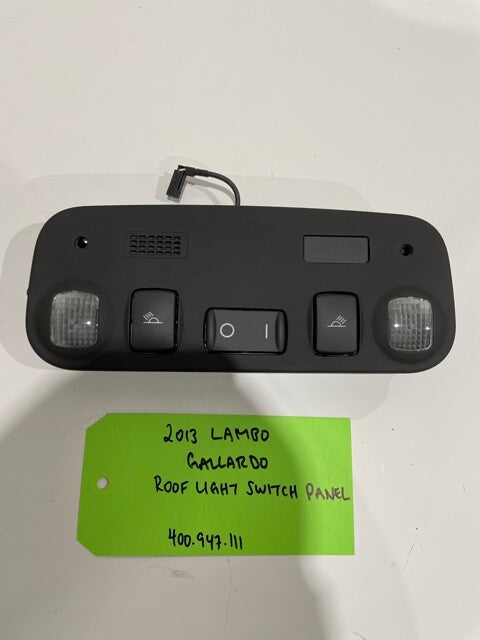 O I
2013 LAMBO
GALLARDO
ROOF LIGHT SWITCH PANEL
400.947.111